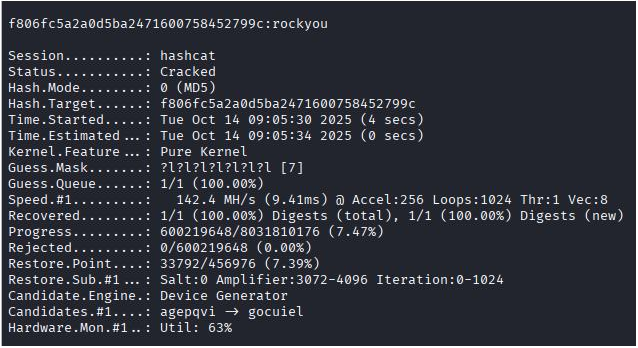 f806fc5a2a0d5ba2471600758452799c:rockyou
Session..........: hashcat
Status...........: Cracked
Hash.Mode........: 0 (MD5)
Hash.Target......: f806fc5a2a0d5ba2471600758452799c
Time.Started.....: Tue Oct 14 09:05:30 2025 (4 secs)
Time.Estimated...: Tue Oct 14 09:05:34 2025 (0 secs)
Kernel.Feature...: Pure Kernel
Guess.Mask.......: ?l?l?l?l?l?l?l [7]
Guess.Queue......: 1/1 (100.00%)
Speed.#1.........:   142.4 MH/s (9.41ms) @ Accel:256 Loops:1024 Thr:1 Vec:8
Recovered........: 1/1 (100.00%) Digests (total), 1/1 (100.00%) Digests (new)
Progress.........: 600219648/8031810176 (7.47%)
Rejected.........: 0/600219648 (0.00%)
Restore.Point....: 33792/456976 (7.39%)
Restore.Sub.#1...: Salt:0 Amplifier:3072-4096 Iteration:0-1024
Candidate.Engine.: Device Generator
Candidates.#1....: agepqvi -> gocuiel
Hardware.Mon.#1..: Util: 63%